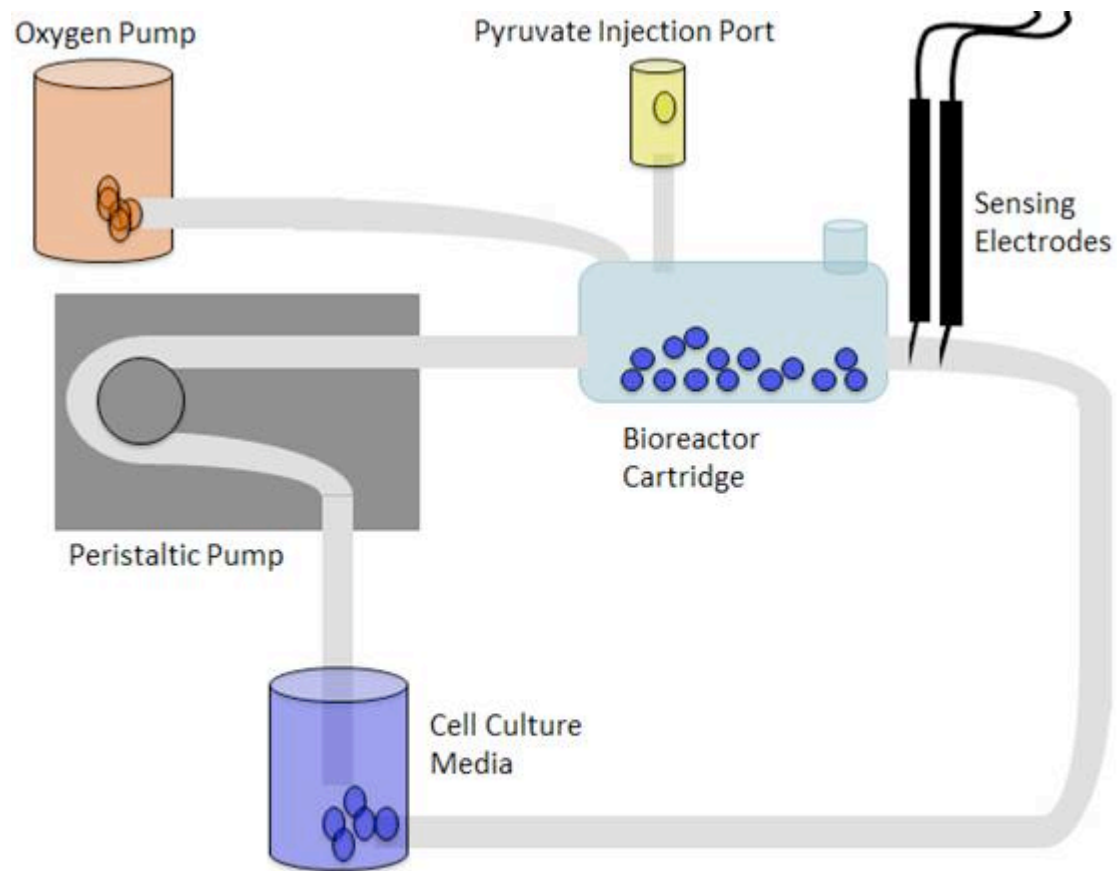 Oxygen Pump
Pyruvate Injection Port
Sensing
Electrodes
Bioreactor
Cartridge
Peristaltic Pump
Cell Culture
Media